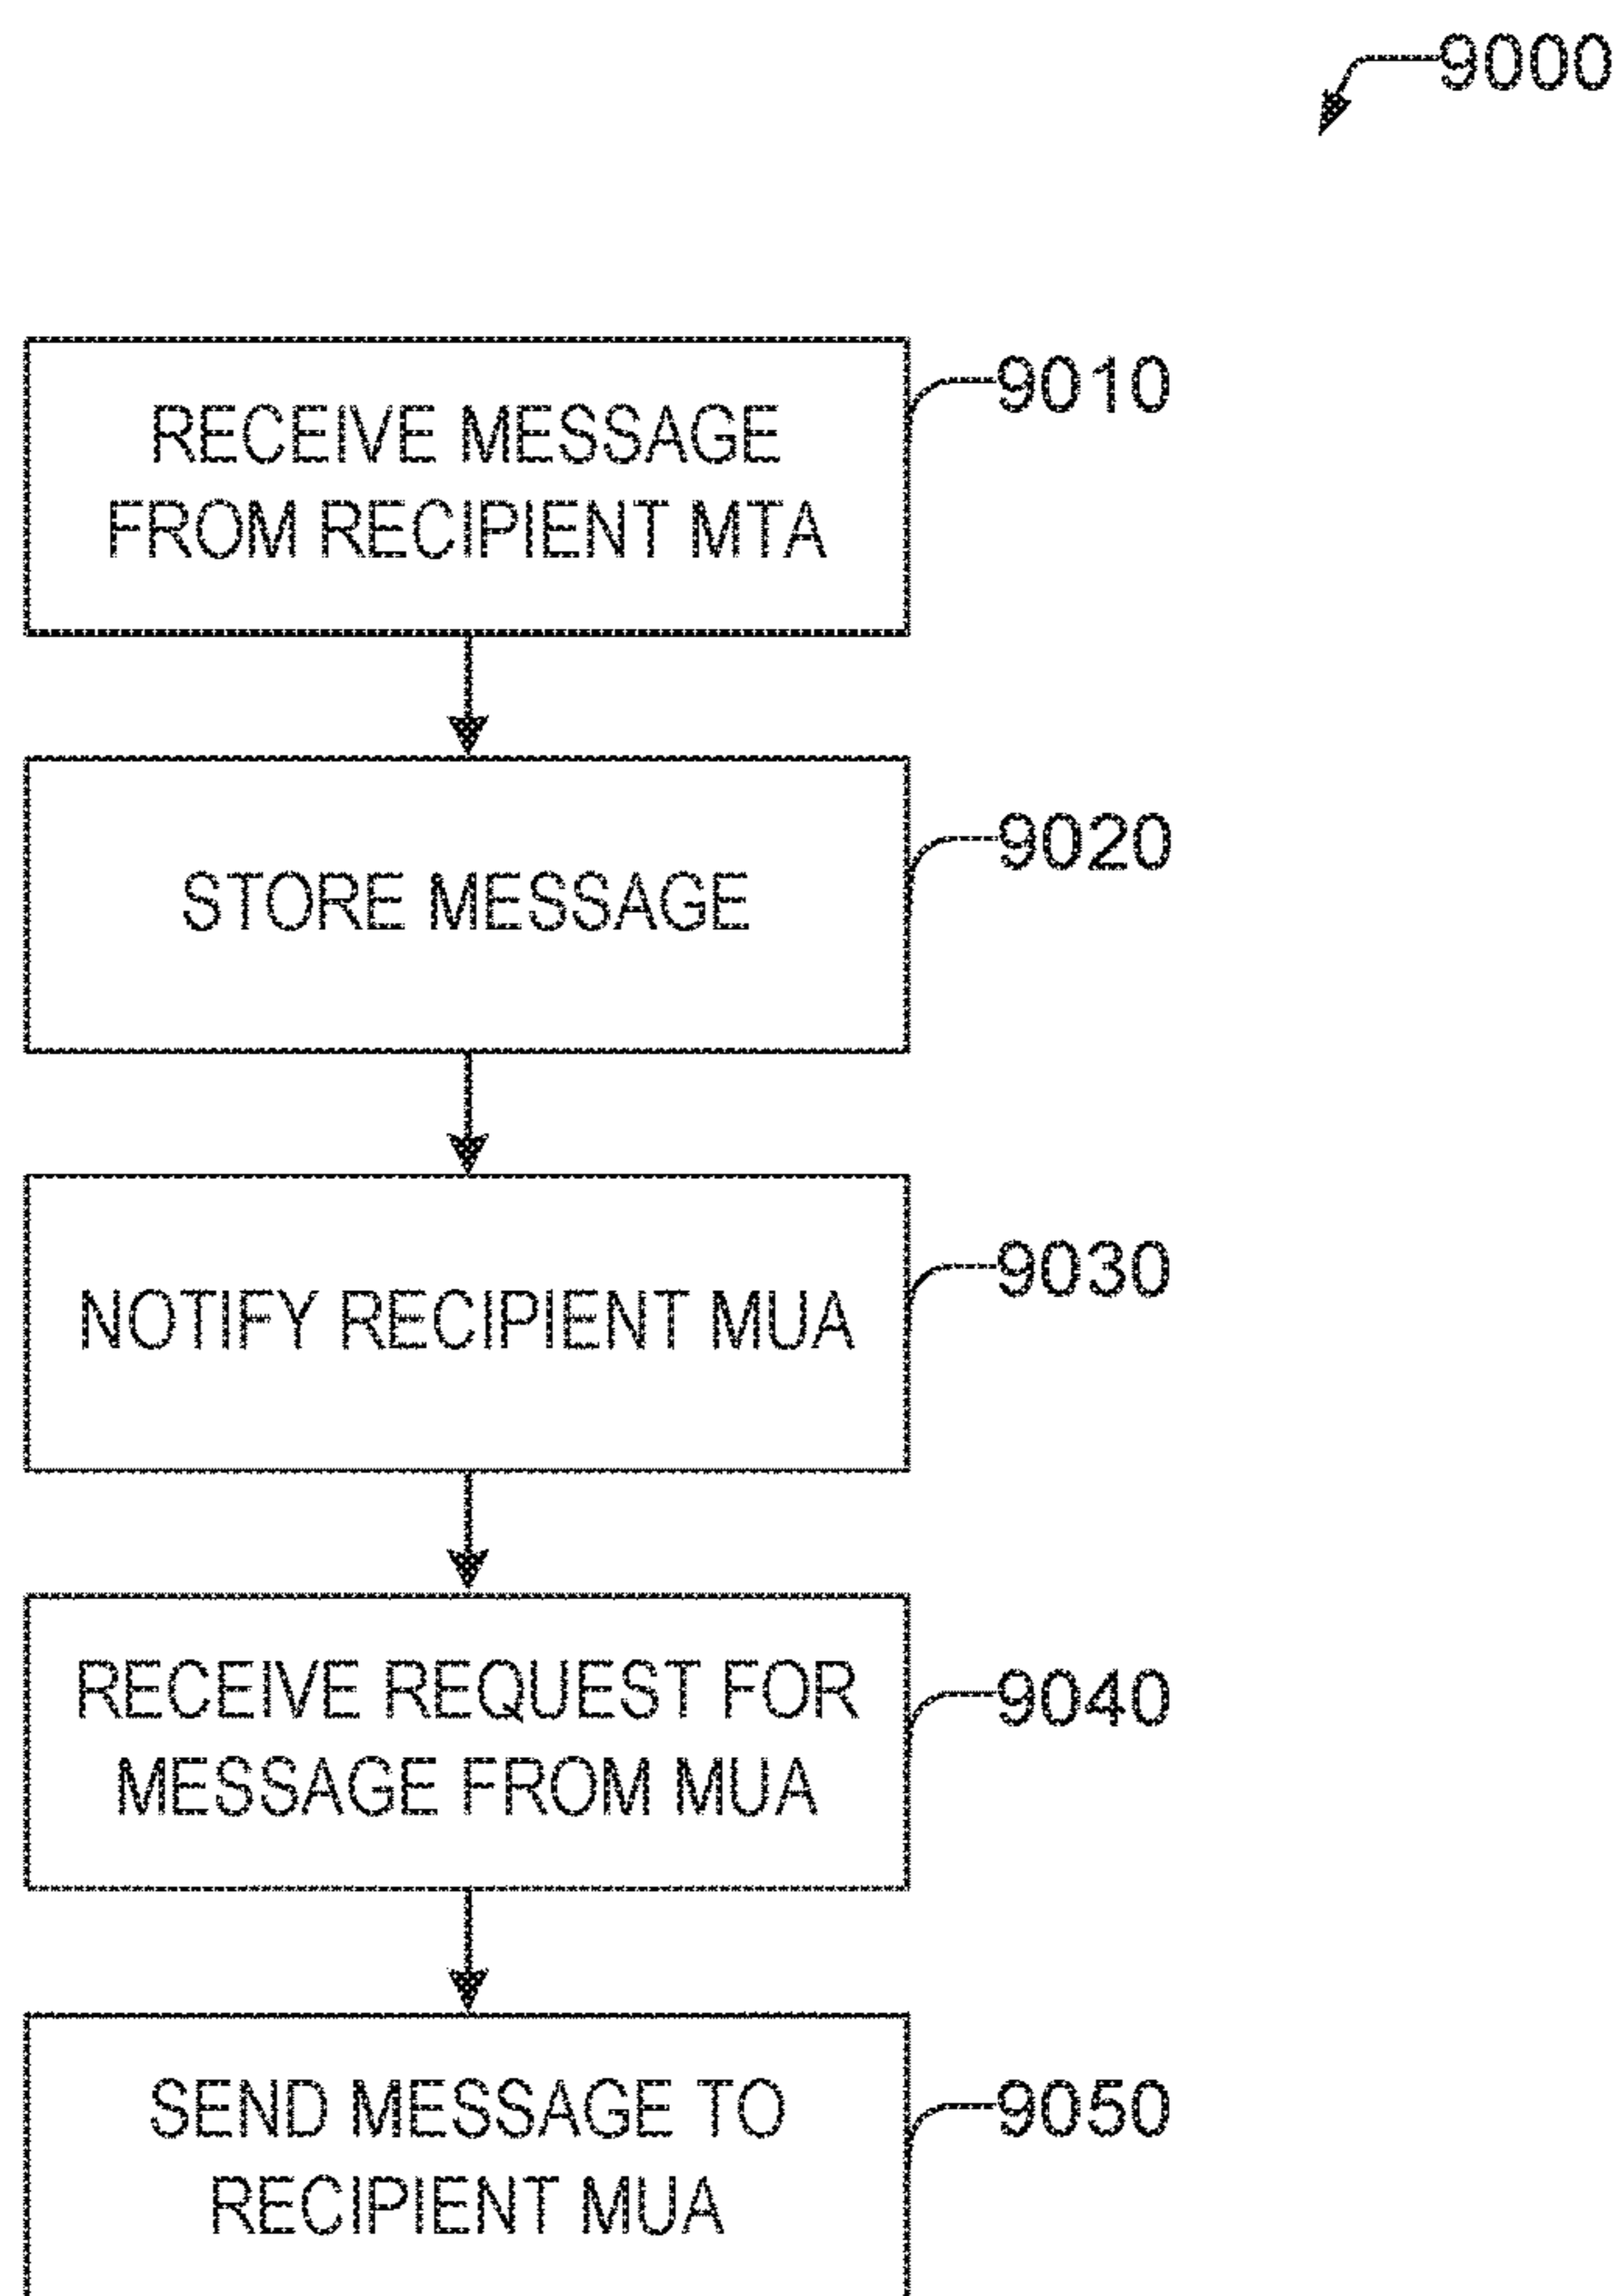 9000
RECEIVE MESSAGE
FROM RECIPIENT MTA
9010
STORE MESSAGE
9020
NOTIFY RECIPIENT MUA
9030
RECEIVE REQUEST FOR
MESSAGE FROM MUA
9040
SEND MESSAGE TO
RECIPIENT MUA
9050